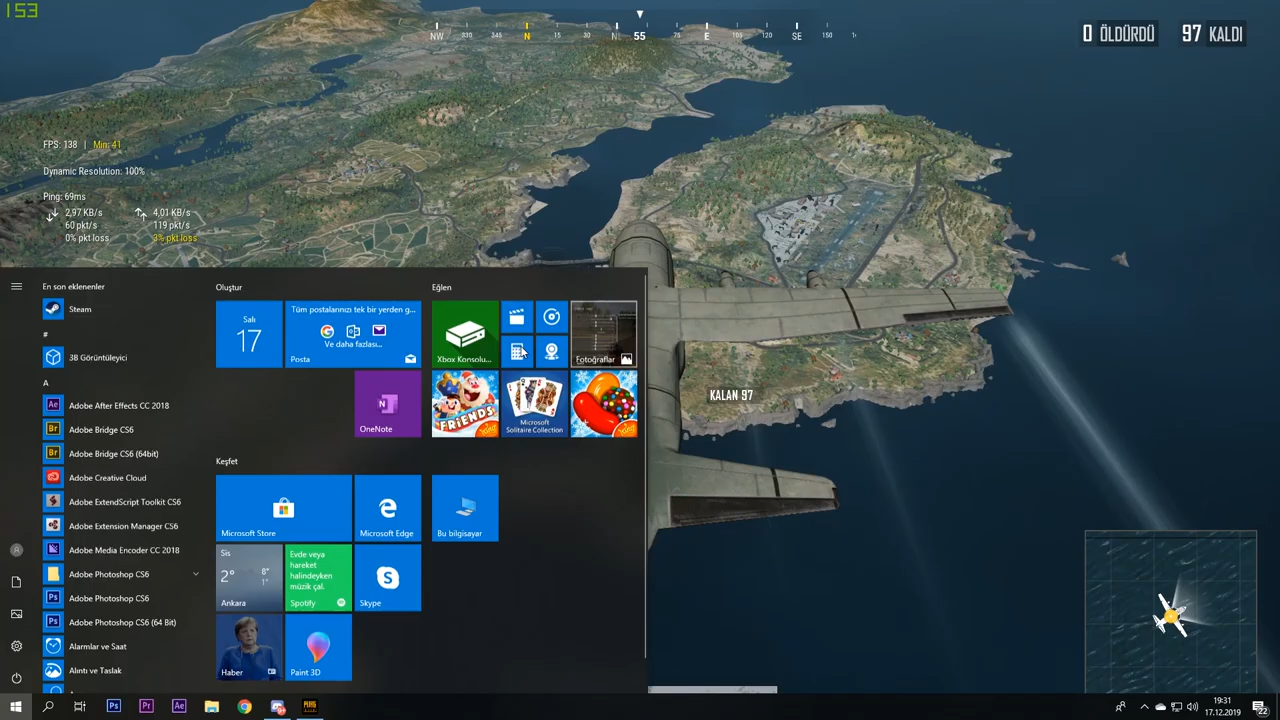 153
NW 330 345 N 15 30 N 55 75 E 105 120 SE 150
0 ÖLDÜRDÜ 97 KALDI
FPS: 138 | Min: 41
Dynamic Resolution: 100%
Ping: 69ms
2,97 KB/s 4,01 KB/s
60 pkt/s 119 pkt/s
0% pkt loss 3% pkt loss
KALAN 97
En son eklenenler
Steam
#
3B Görüntüleyici
A
Adobe After Effects CC 2018
Adobe Bridge CS6
Adobe Bridge CS6 (64bit)
Adobe Creative Cloud
Adobe ExtendScript Toolkit CS6
Adobe Extension Manager CS6
Adobe Media Encoder CC 2018
Adobe Photoshop CS6
Adobe Photoshop CS6
Adobe Photoshop CS6 (64 Bit)
Alarmlar ve Saat
Alıntı ve Taslak
Oluştur
Salı
17
Tüm postalarınızı tek bir yerden g...
Ve daha fazlası...
Posta
OneNote
Eğlen
Xbox Konsolu...
Fotoğraflar
FRIENDS
King
Microsoft
Solitaire Collection
King
Keşfet
Microsoft Store
Microsoft Edge
Bu bilgisayar
Sis
2° 8°
1°
Ankara
Evde veya
hareket
halindeyken
müzik çal.
Spotify
Skype
Haber
Paint 3D
Ps Pr Ae PUBG
19:31
17.12.2019
22